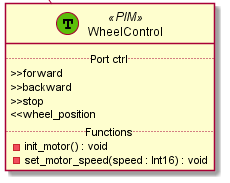 T
«PIM»
WheelControl
Port ctrl
>>forward
>>backward
>>stop
<<wheel_position
Functions
init_motor() : void
set_motor_speed(speed : Int16) : void